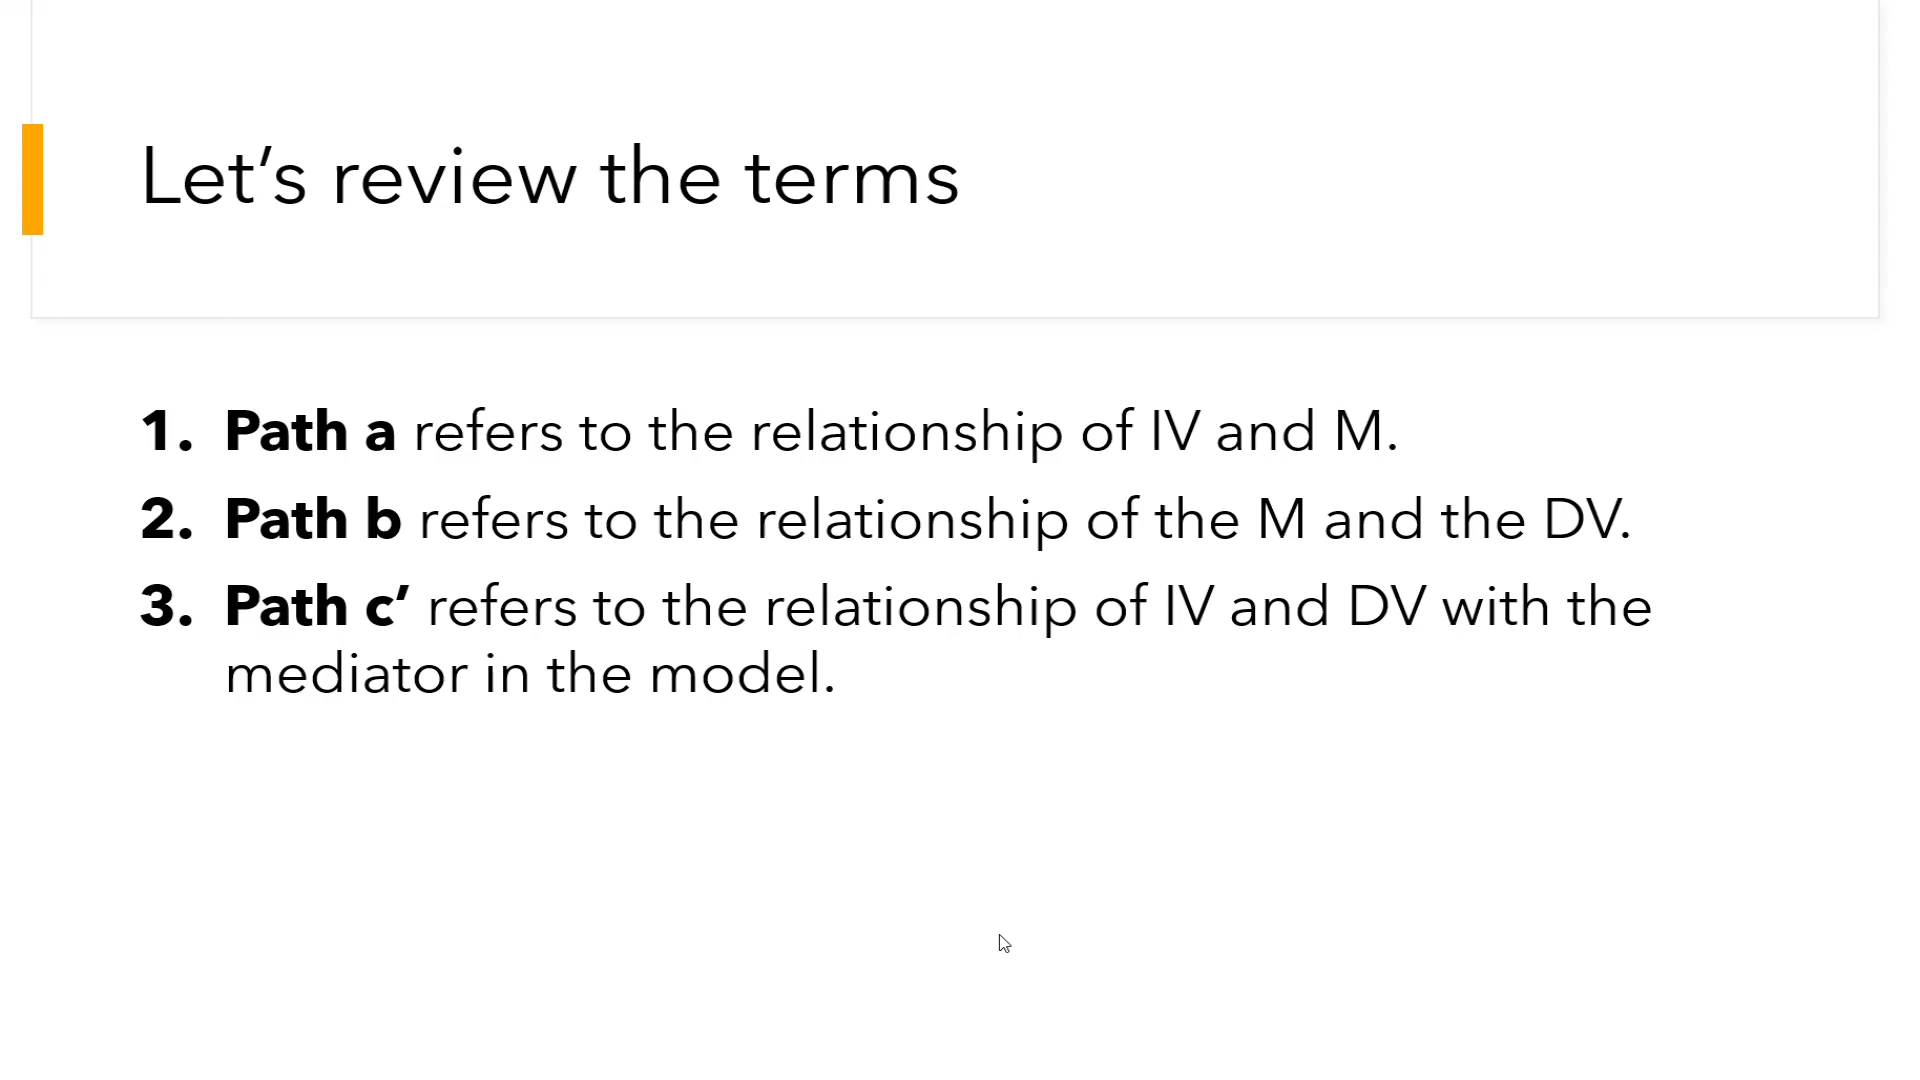 Let’s review the terms
1. Path a refers to the relationship of IV and M.
2. Path b refers to the relationship of the M and the DV.
3. Path c’ refers to the relationship of IV and DV with the
mediator in the model.